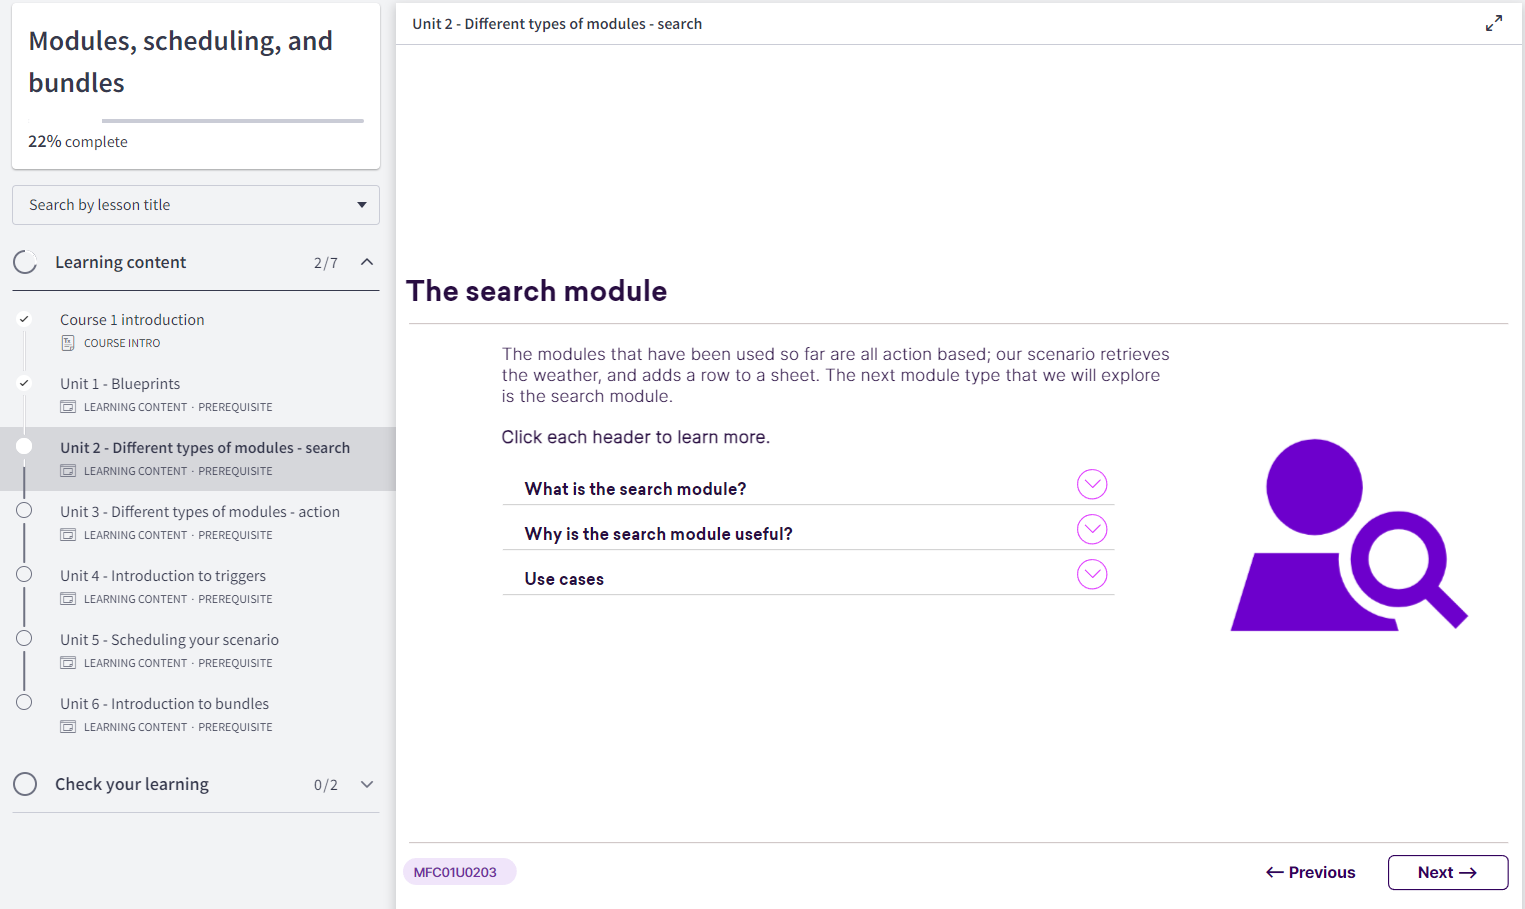 Modules, scheduling, and
bundles
22% complete
Search by lesson title
Learning content 2/7
Course 1 introduction
COURSE INTRO
Unit 1 - Blueprints
LEARNING CONTENT · PREREQUISITE
Unit 2 - Different types of modules - search
LEARNING CONTENT · PREREQUISITE
Unit 3 - Different types of modules - action
LEARNING CONTENT · PREREQUISITE
Unit 4 - Introduction to triggers
LEARNING CONTENT · PREREQUISITE
Unit 5 - Scheduling your scenario
LEARNING CONTENT · PREREQUISITE
Unit 6 - Introduction to bundles
LEARNING CONTENT · PREREQUISITE
Check your learning 0/2
Unit 2 - Different types of modules - search
The search module
The modules that have been used so far are all action based; our scenario retrieves
the weather, and adds a row to a sheet. The next module type that we will explore
is the search module.
Click each header to learn more.
What is the search module?
Why is the search module useful?
Use cases
MFC01U0203
← Previous
Next →